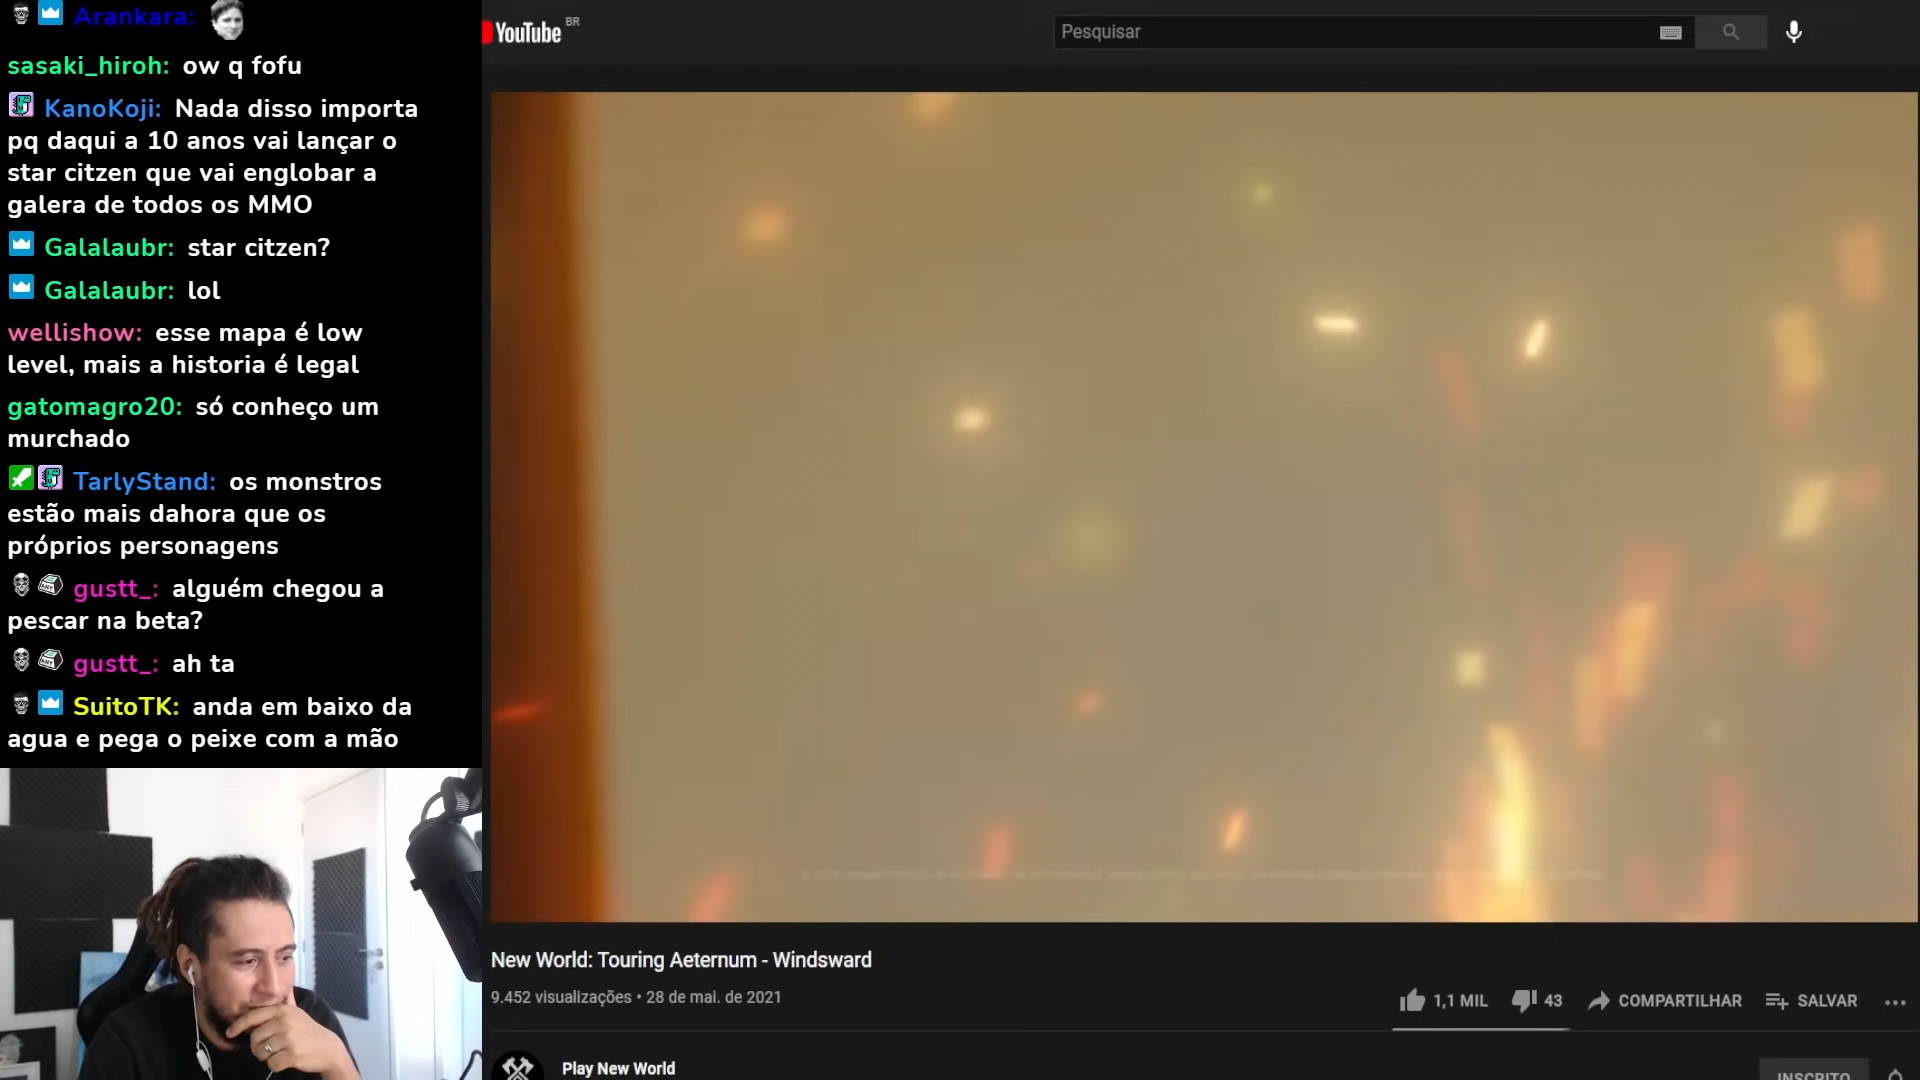 Arankara:
sasaki_hiroh: ow q fofu
KanoKoji: Nada disso importa
pq daqui a 10 anos vai lançar o
star citzen que vai englobar a
galera de todos os MMO
Galalaubr: star citzen?
Galalaubr: lol
wellishow: esse mapa é low
level, mais a historia é legal
gatomagro20: só conheço um
murchado
TarlyStand: os monstros
estão mais dahora que os
próprios personagens
gustt_: alguém chegou a
pescar na beta?
gustt_: ah ta
SuitoTK: anda em baixo da
agua e pega o peixe com a mão
YouTube BR
Pesquisar
New World: Touring Aeternum - Windsward
9.452 visualizações • 28 de mai. de 2021
1,1 MIL
43
COMPARTILHAR
SALVAR
Play New World
INSCRITO